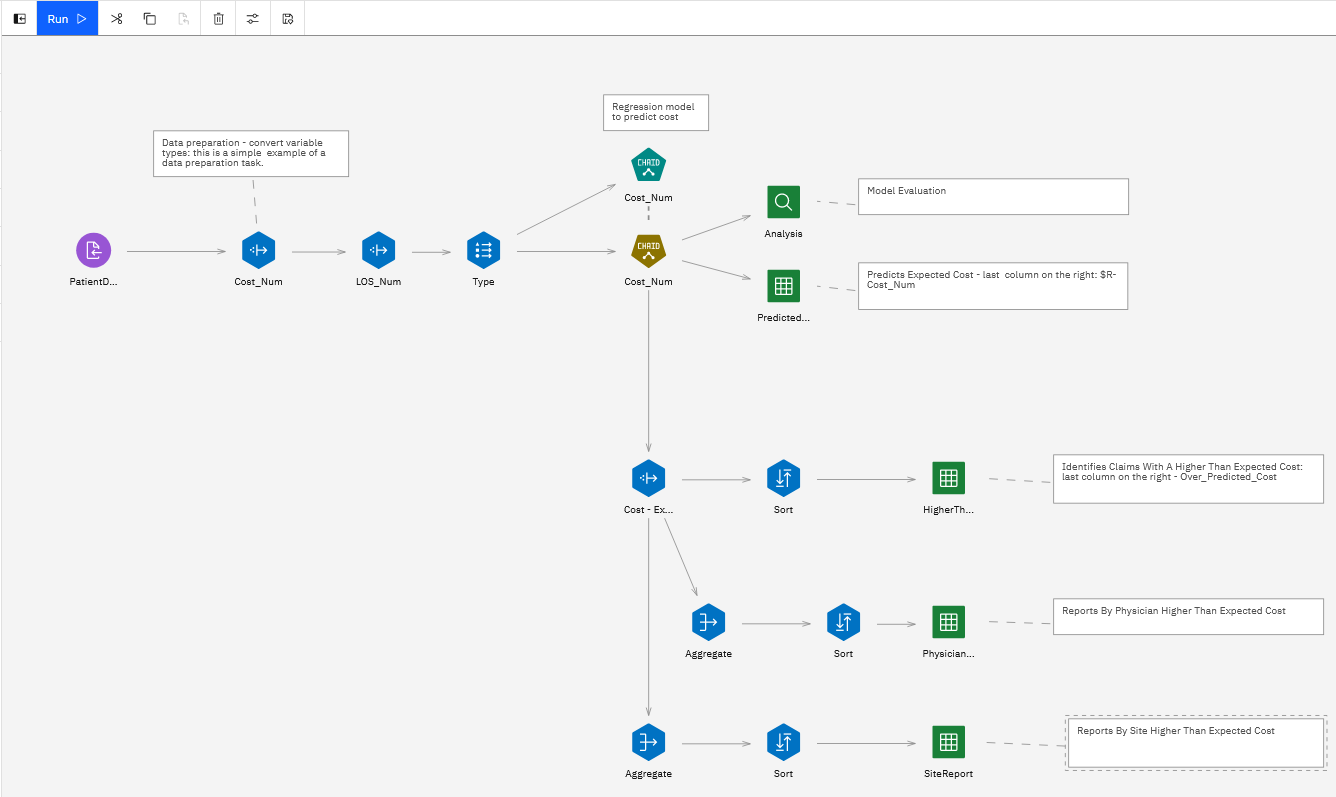 Run
Regression model
to predict cost
Data preparation - convert variable
types: this is a simple  example of a
data preparation task.
CHAID
Cost_Num
Model Evaluation
Analysis
CHAID
PatientD...
Cost_Num
LOS_Num
Type
Cost_Num
Predicts Expected Cost - last  column on the right: $R-
Cost_Num
Predicted...
Identifies Claims With A Higher Than Expected Cost:
last column on the right - Over_Predicted_Cost
Cost - Ex...
Sort
HigherTh...
Reports By Physician Higher Than Expected Cost
Aggregate
Sort
Physician...
Reports By Site Higher Than Expected Cost
Aggregate
Sort
SiteReport